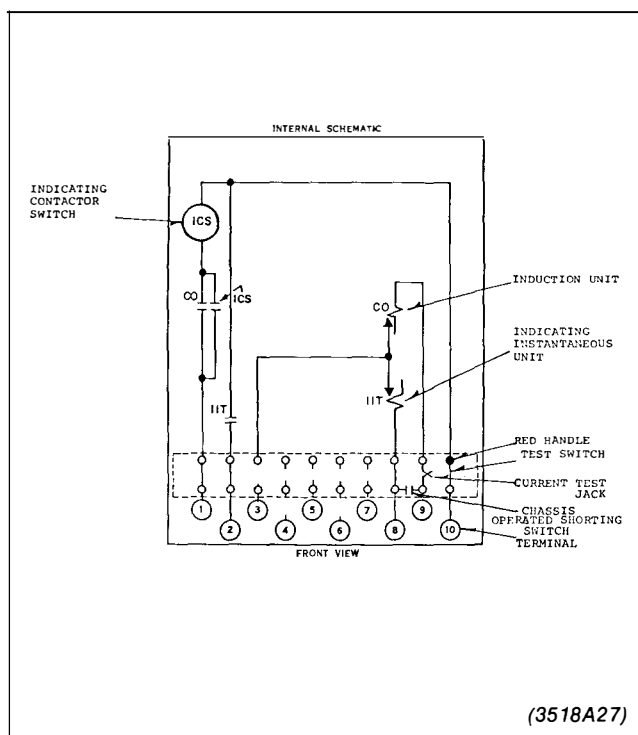 INTERNAL SCHEMATIC
INDICATING
CONTACTOR
SWITCH
ICS
CO
ICS
IIT
CO
INDUCTION UNIT
INDICATING
INSTANTANEOUS
UNIT
IIT
RED HANDLE
TEST SWITCH
CURRENT TEST
JACK
CHASSIS
OPERATED SHORTING
SWITCH
TERMINAL
1
2
3
4
5
6
7
8
9
10
FRONT VIEW
(3518A27)